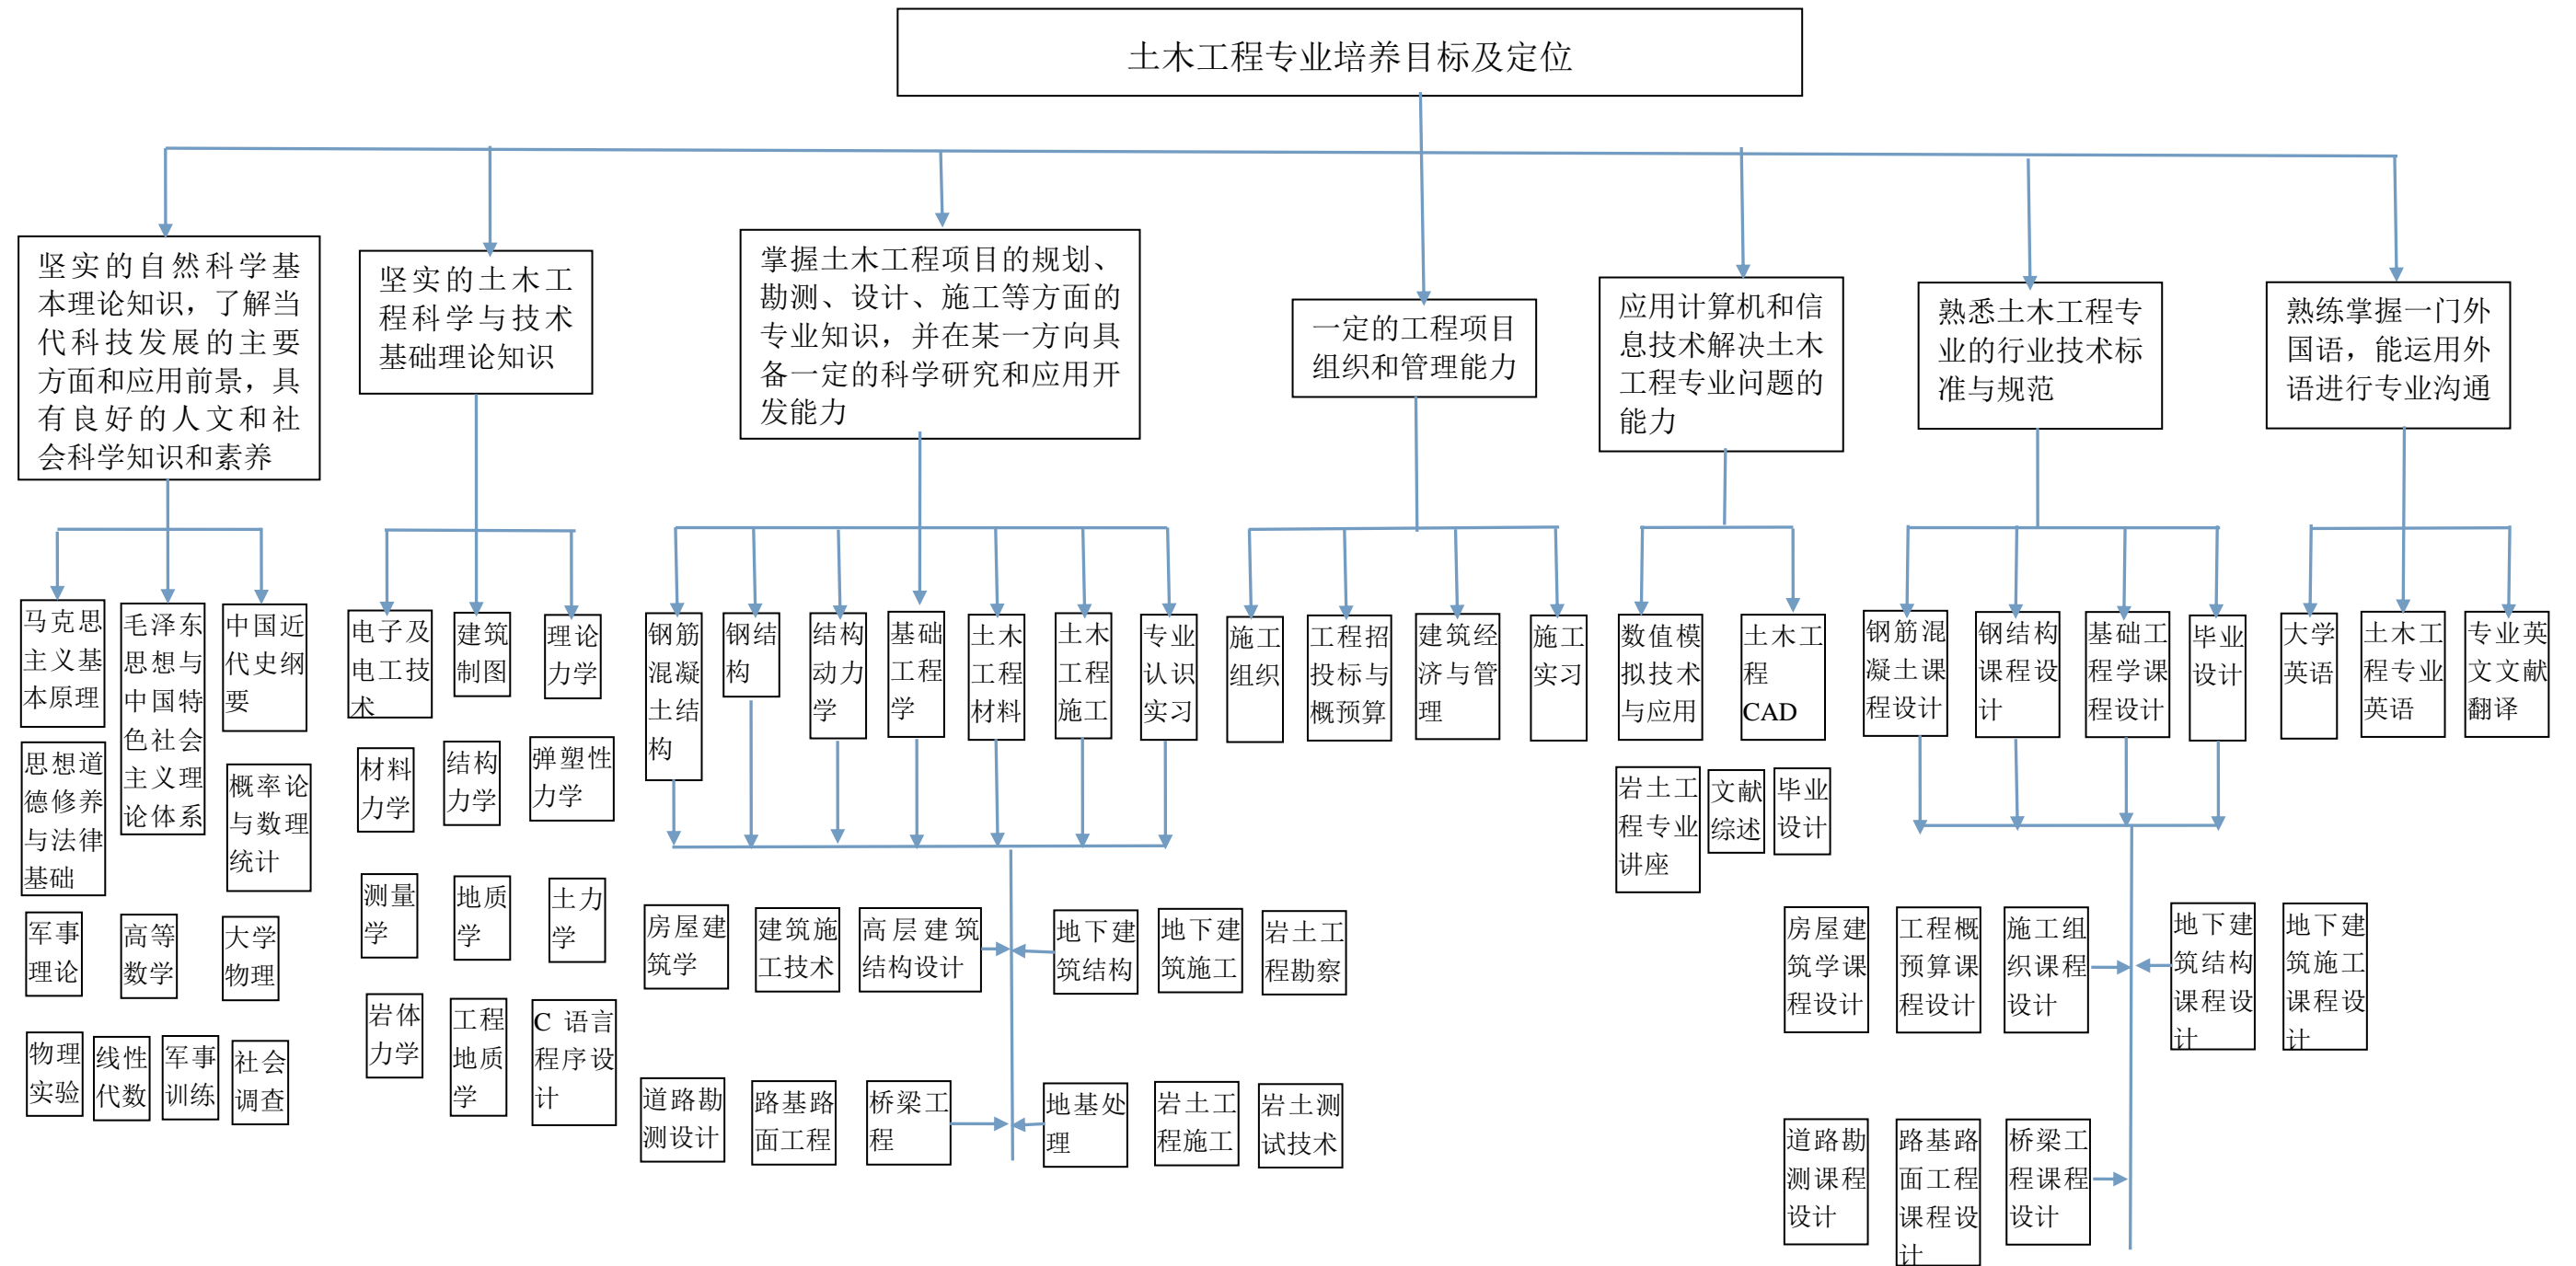 土木工程专业培养目标及定位
坚实的自然科学基
本理论知识，了解当
代科技发展的主要
方面和应用前景，具
有良好的人文和社
会科学知识和素养
坚实的土木工
程科学与技术
基础理论知识
掌握土木工程项目的规划、
勘测、设计、施工等方面的
专业知识，并在某一方向具
备一定的科学研究和应用开
发能力
一定的工程项目
组织和管理能力
应用计算机和信
息技术解决土木
工程专业问题的
能力
熟悉土木工程专
业的行业技术标
准与规范
熟练掌握一门外
国语，能运用外
语进行专业沟通
马克思
主义基
本原理
毛泽东
思想与
中国特
色社会
主义理
论体系
中国近
代史纲
要
思想道
德修养
与法律
基础
概率论
与数理
统计
军事
理论
高等
数学
大学
物理
物理
实验
线性
代数
军事
训练
社会
调查
电子及
电工技
术
建筑
制图
理论
力学
材料
力学
结构
力学
弹塑性
力学
测量
学
地质
学
土力
学
岩体
力学
工程
地质
学
C 语言
程序设
计
钢筋
混凝
土结
构
钢结
构
结构
动力
学
基础
工程
学
土木
工程
材料
土木
工程
施工
专业
认识
实习
房屋建
筑学
建筑施
工技术
高层建筑
结构设计
地下建
筑结构
地下建
筑施工
岩土工
程勘察
道路勘
测设计
路基路
面工程
桥梁工
程
地基处
理
岩土工
程施工
岩土测
试技术
施工
组织
工程招
投标与
概预算
建筑经
济与管
理
施工
实习
数值模
拟技术
与应用
土木工
程
CAD
岩土工
程专业
讲座
文献
综述
毕业
设计
钢筋混
凝土课
程设计
钢结构
课程设
计
基础工
程学课
程设计
毕业
设计
房屋建
筑学课
程设计
工程概
预算课
程设计
施工组
织课程
设计
地下建
筑结构
课程设
计
地下建
筑施工
课程设
计
道路勘
测课程
设计
路基路
面工程
课程设
计
桥梁工
程课程
设计
大学
英语
土木工
程专业
英语
专业英
文文献
翻译